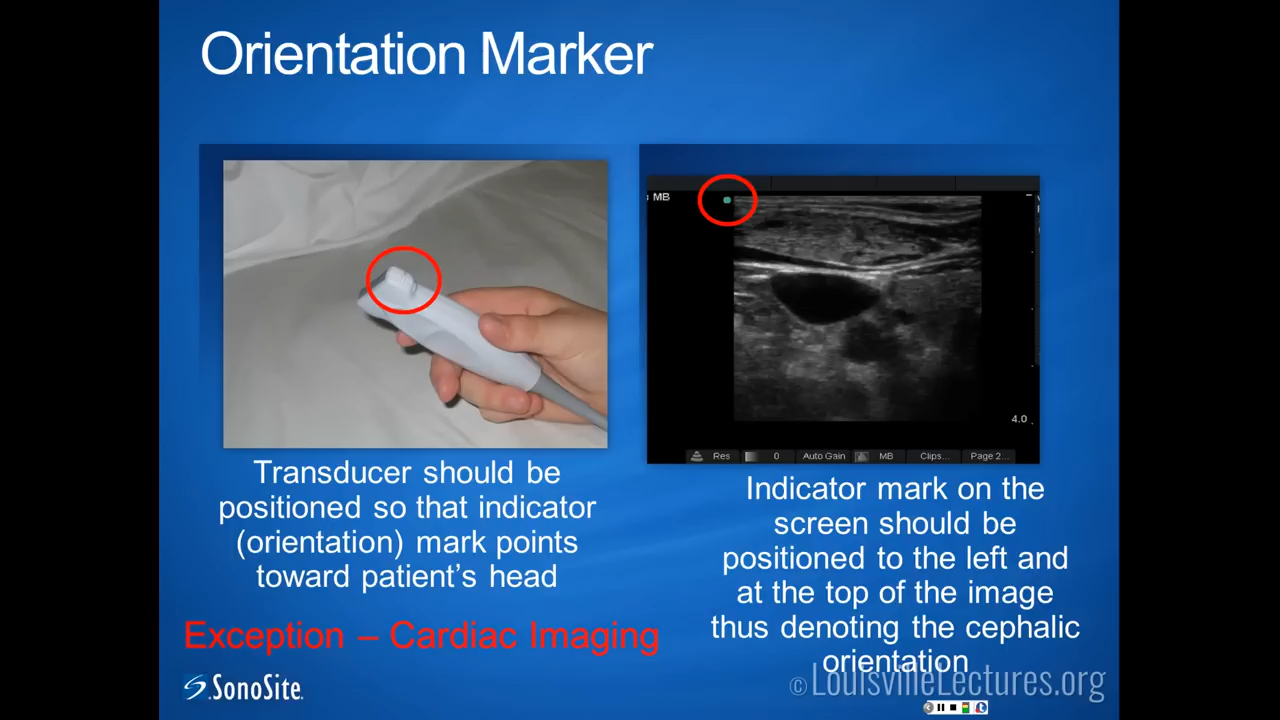 Orientation Marker
MB
4.0
Res 0 Auto Gain MB Clips... Page 2...
Transducer should be
positioned so that indicator
(orientation) mark points
toward patient's head
Exception – Cardiac Imaging
Indicator mark on the
screen should be
positioned to the left and
at the top of the image
thus denoting the cephalic
orientation
SonoSite
© LouisvilleLectures.org